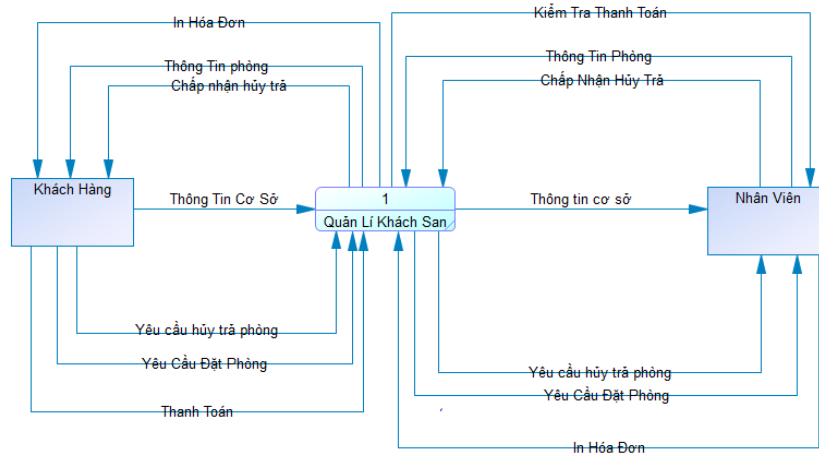 In Hóa Đơn
Kiểm Tra Thanh Toán
Thông Tin phòng
Thông Tin Phòng
Chấp nhận hủy trả
Chấp Nhận Hủy Trả
Khách Hàng
Thông Tin Cơ Sở
1
Quản Lí Khách San
Thông tin cơ sở
Nhân Viên
Yêu cầu hủy trả phòng
Yêu Cầu Đặt Phòng
Thanh Toán
Yêu cầu hủy trả phòng
Yêu Cầu Đặt Phòng
In Hóa Đơn